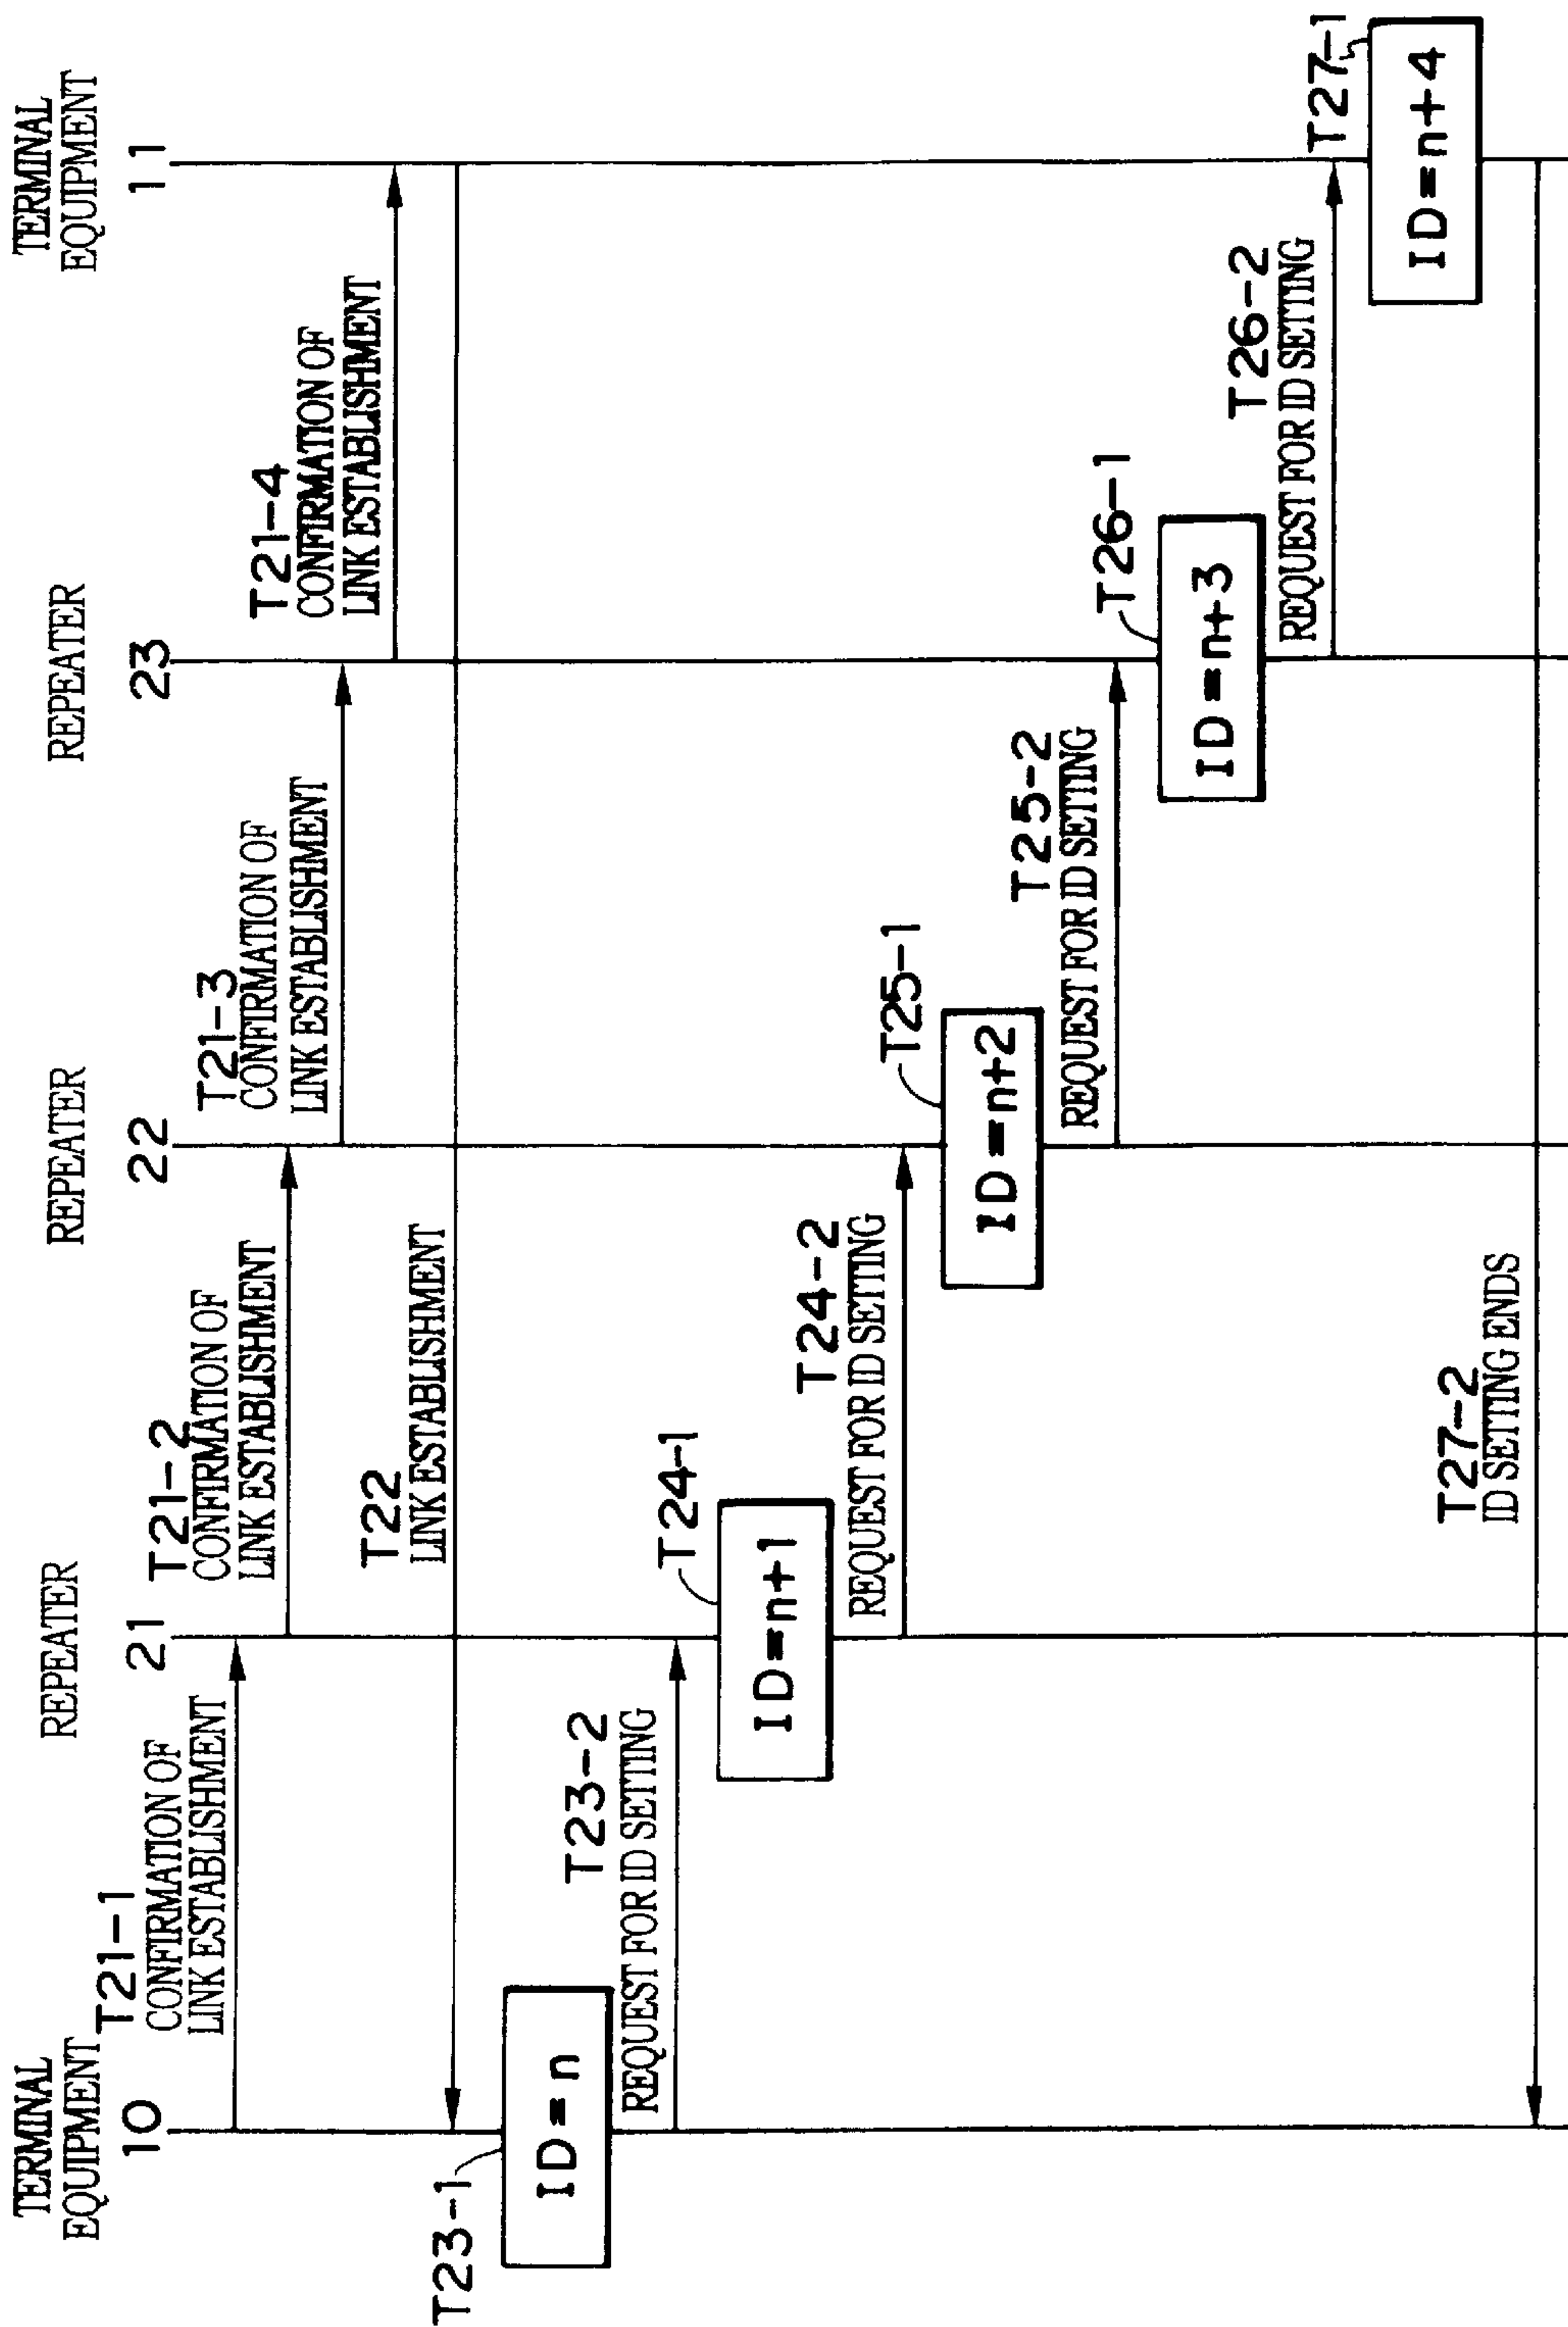 TERMINAL
EQUIPMENT
10
REPEATER
21
REPEATER
22
REPEATER
23
TERMINAL
EQUIPMENT
11
T21-1
CONFIRMATION OF
LINK ESTABLISHMENT
T21-2
CONFIRMATION OF
LINK ESTABLISHMENT
T21-3
CONFIRMATION OF
LINK ESTABLISHMENT
T21-4
CONFIRMATION OF
LINK ESTABLISHMENT
T22
LINK ESTABLISHMENT
T23-1
ID=n
T23-2
REQUEST FOR ID SETTING
T24-1
ID=n+1
T24-2
REQUEST FOR ID SETTING
T25-1
ID=n+2
T25-2
REQUEST FOR ID SETTING
T26-1
ID=n+3
T26-2
REQUEST FOR ID SETTING
T27-1
ID=n+4
T27-2
ID SETTING ENDS